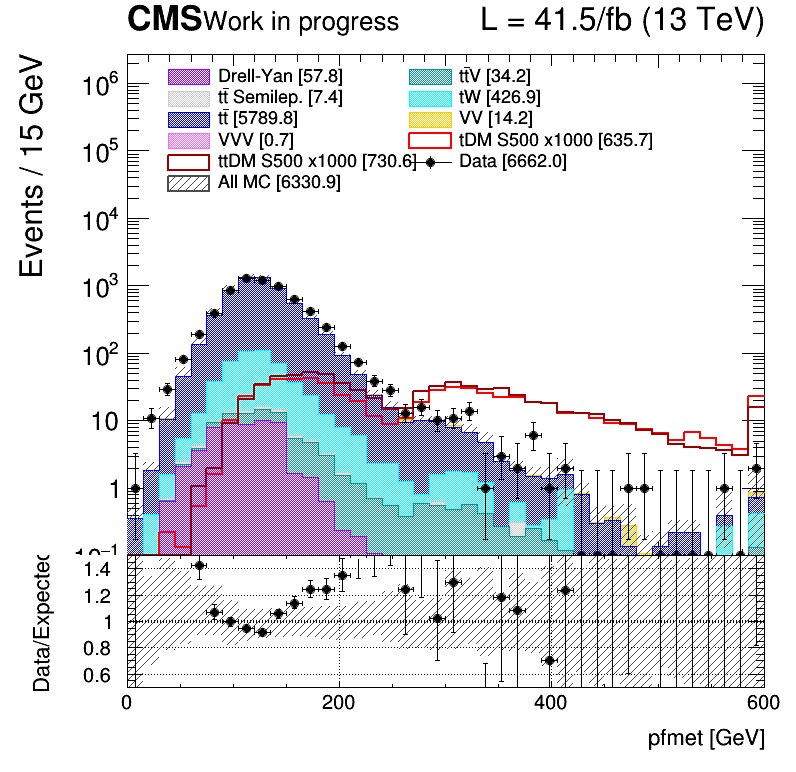 CMS Work in progress L = 41.5/fb (13 TeV)
Events / 15 GeV
10⁶
10⁵
10⁴
10³
10²
10
1
10⁻¹
Drell-Yan [57.8]
tt̄V [34.2]
tt̄ Semilep. [7.4]
tW [426.9]
tt̄ [5789.8]
VV [14.2]
VVV [0.7]
tDM S500 x1000 [635.7]
ttDM S500 x1000 [730.6]
Data [6662.0]
All MC [6330.9]
Data/Expected
1.4
1.2
1
0.8
0.6
0 200 400 600
pfmet [GeV]